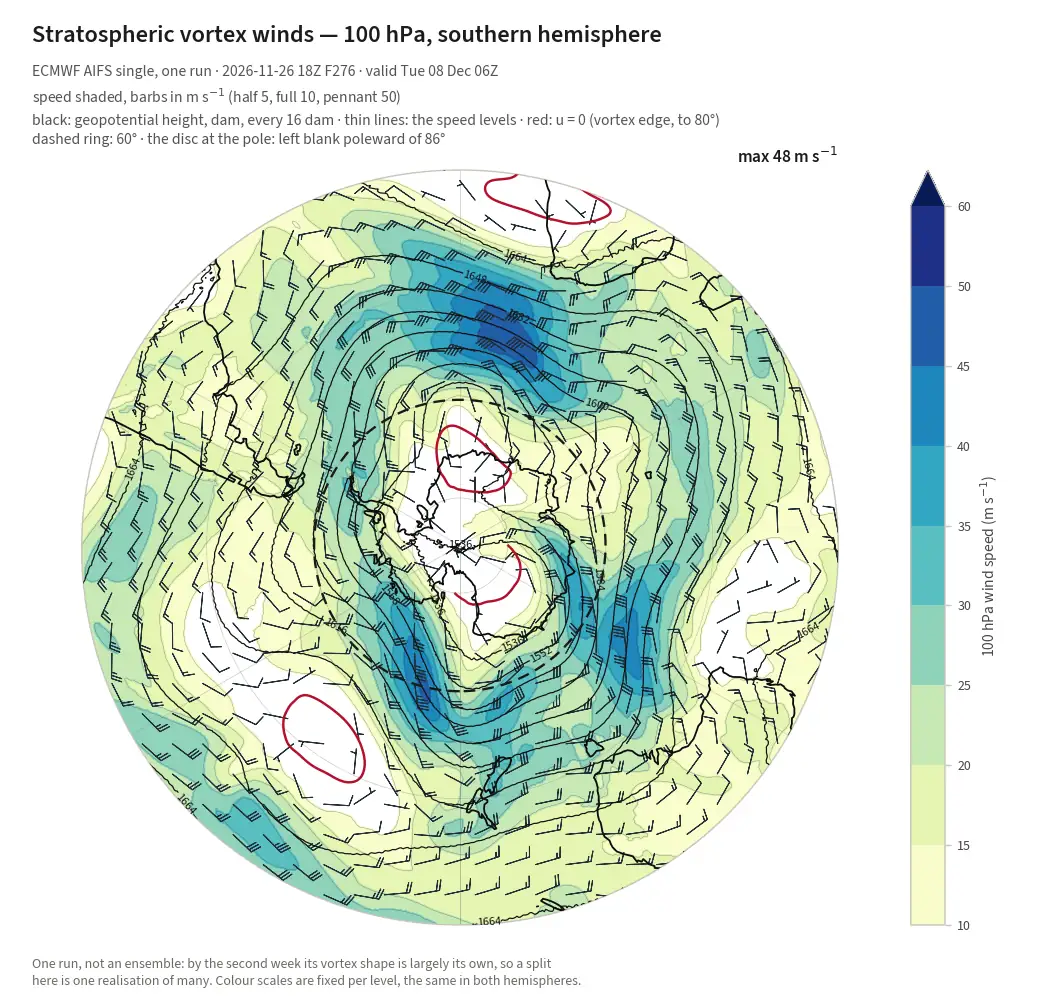 Stratospheric vortex winds — 100 hPa, southern hemisphere
ECMWF AIFS single, one run · 2026-11-26 18Z F276 · valid Tue 08 Dec 06Z
speed shaded, barbs in m s⁻¹ (half 5, full 10, pennant 50)
black: geopotential height, dam, every 16 dam · thin lines: the speed levels · red: u = 0 (vortex edge, to 80°)
dashed ring: 60° · the disc at the pole: left blank poleward of 86°
max 48 m s⁻¹
60
50
45
40
35
30
25
20
15
10
100 hPa wind speed (m s⁻¹)
1664
1648
1632
1600
1664
1664
1536
1584
1616
1536
1552
1664
1664
1664
One run, not an ensemble: by the second week its vortex shape is largely its own, so a split
here is one realisation of many. Colour scales are fixed per level, the same in both hemispheres.